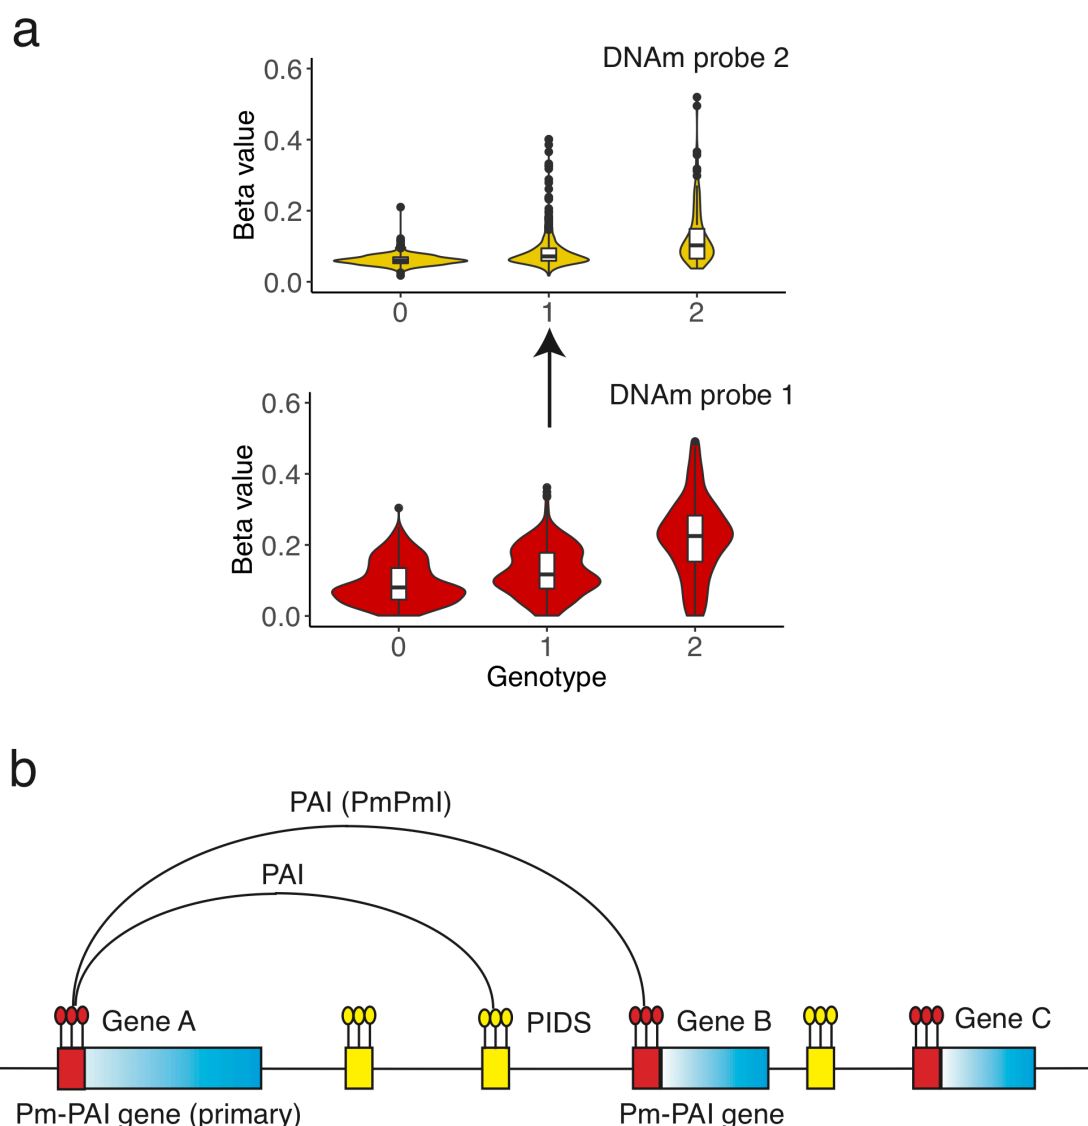 a
DNAm probe 2
Beta value
0.6
0.4
0.2
0.0
0 1 2
DNAm probe 1
Beta value
0.6
0.4
0.2
0.0
0 1 2
Genotype
b
PAI (PmPmI)
PAI
Gene A
PIDS
Gene B
Gene C
Pm-PAI gene (primary)
Pm-PAI gene